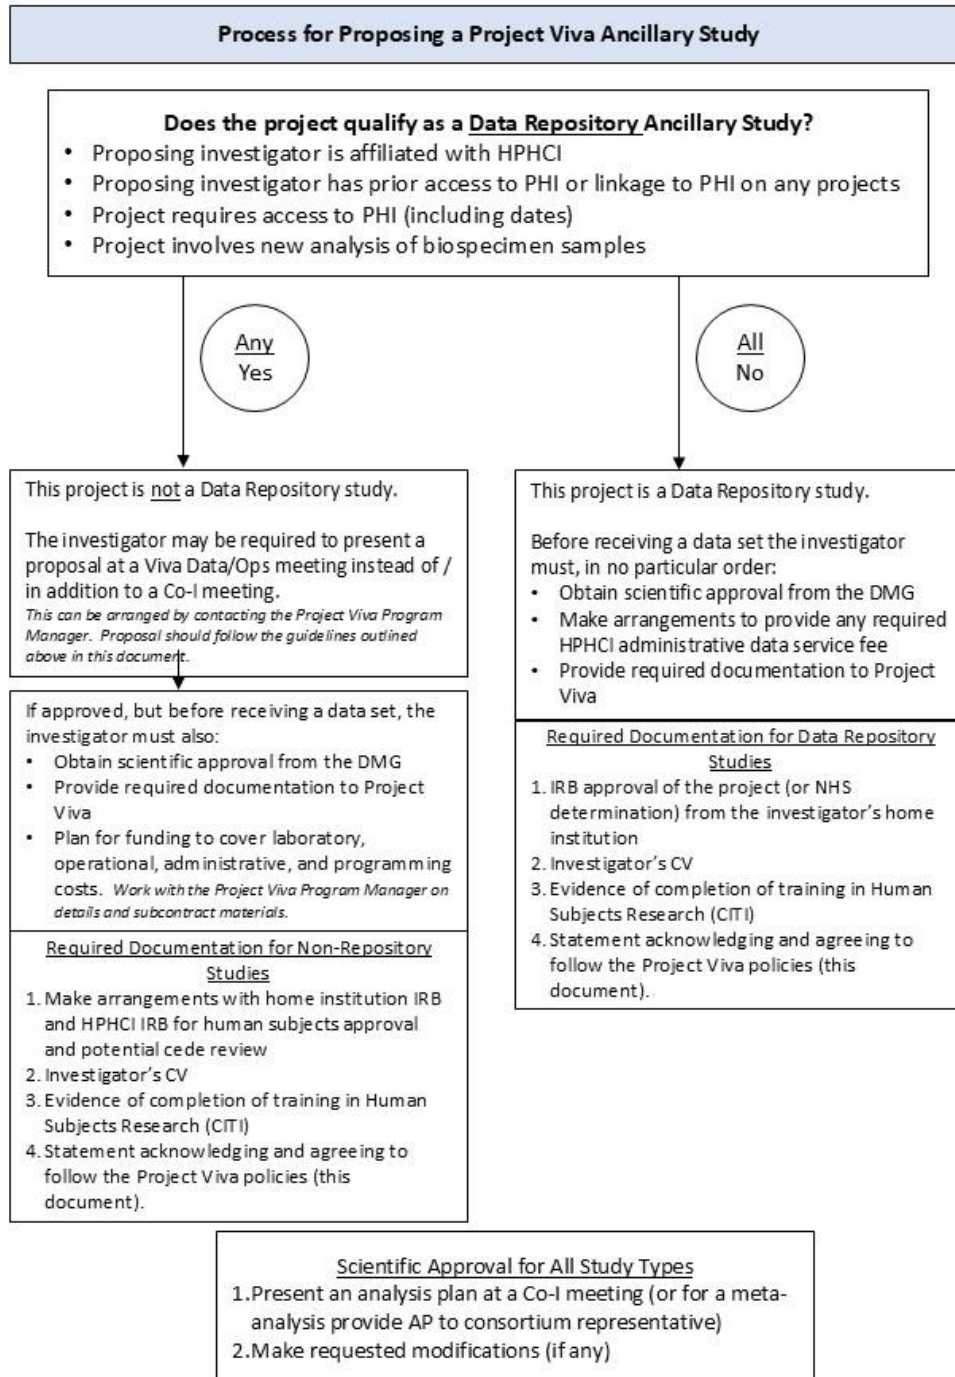 Process for Proposing a Project Viva Ancillary Study
Does the project qualify as a Data Repository Ancillary Study?
• Proposing investigator is affiliated with HPHCI
• Proposing investigator has prior access to PHI or linkage to PHI on any projects
• Project requires access to PHI (including dates)
• Project involves new analysis of biospecimen samples
Any
Yes
All
No
This project is not a Data Repository study.
The investigator may be required to present a
proposal at a Viva Data/Ops meeting instead of /
in addition to a Co-I meeting.
This can be arranged by contacting the Project Viva Program
Manager. Proposal should follow the guidelines outlined
above in this document.
If approved, but before receiving a data set, the
investigator must also:
• Obtain scientific approval from the DMG
• Provide required documentation to Project
Viva
• Plan for funding to cover laboratory,
operational, administrative, and programming
costs. Work with the Project Viva Program Manager on
details and subcontract materials.
Required Documentation for Non-Repository
Studies
1. Make arrangements with home institution IRB
and HPHCI IRB for human subjects approval
and potential cede review
2. Investigator's CV
3. Evidence of completion of training in Human
Subjects Research (CITI)
4. Statement acknowledging and agreeing to
follow the Project Viva policies (this
document).
This project is a Data Repository study.
Before receiving a data set the investigator
must, in no particular order:
• Obtain scientific approval from the DMG
• Make arrangements to provide any required
HPHCI administrative data service fee
• Provide required documentation to Project
Viva
Required Documentation for Data Repository
Studies
1. IRB approval of the project (or NHS
determination) from the investigator's home
institution
2. Investigator's CV
3. Evidence of completion of training in Human
Subjects Research (CITI)
4. Statement acknowledging and agreeing to
follow the Project Viva policies (this
document).
Scientific Approval for All Study Types
1. Present an analysis plan at a Co-I meeting (or for a meta-
analysis provide AP to consortium representative)
2. Make requested modifications (if any)